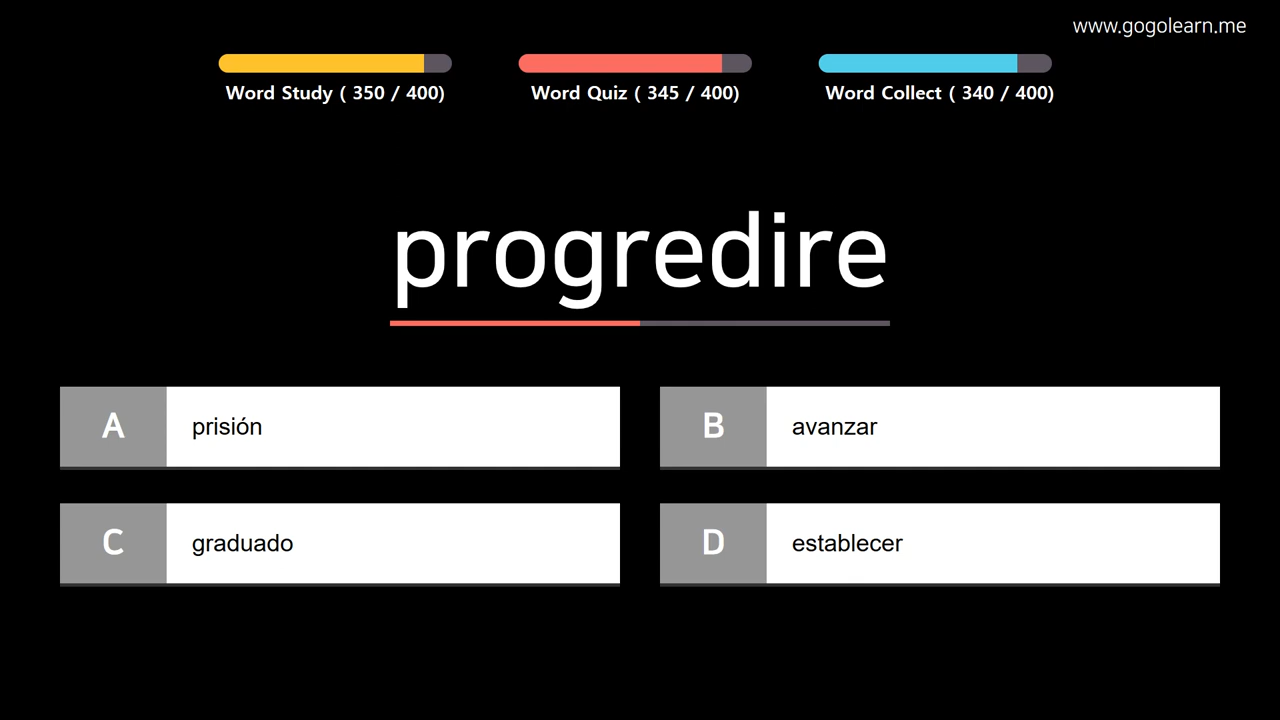 www.gogolearn.me
Word Study ( 350 / 400)
Word Quiz ( 345 / 400)
Word Collect ( 340 / 400)
progredire
A prisión
B avanzar
C graduado
D establecer